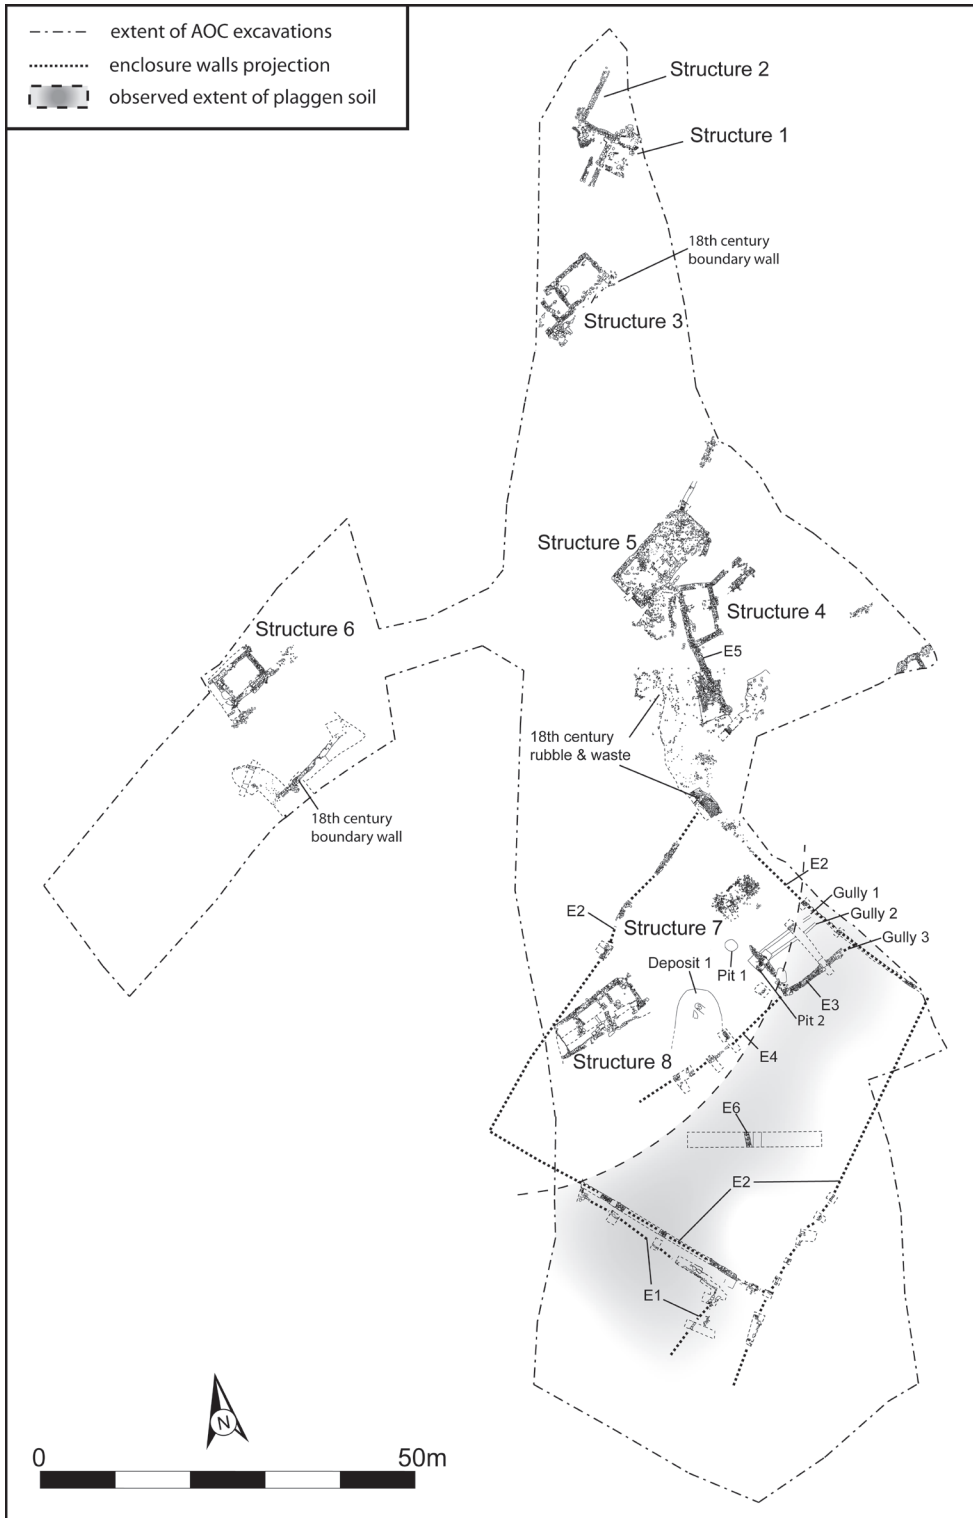 extent of AOC excavations
enclosure walls projection
observed extent of plaggen soil
Structure 2
Structure 1
18th century
boundary wall
Structure 3
Structure 5
Structure 4
E5
Structure 6
18th century
rubble & waste
18th century
boundary wall
E2
Gully 1
Gully 2
Gully 3
E2
Structure 7
Pit 1
Deposit 1
E3
Pit 2
E4
Structure 8
E6
E2
E1
N
0
50m